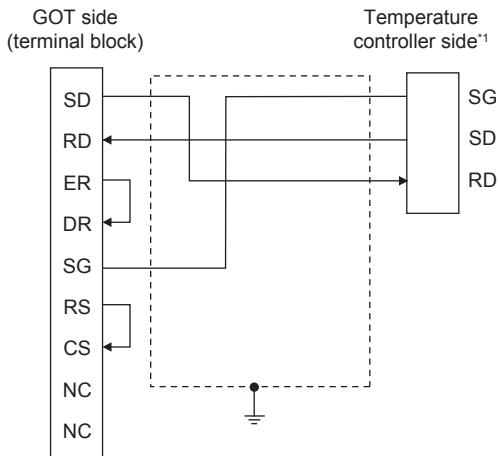 GOT side
(terminal block)
Temperature
controller side*1
SD
RD
ER
DR
SG
RS
CS
NC
NC
SG
SD
RD